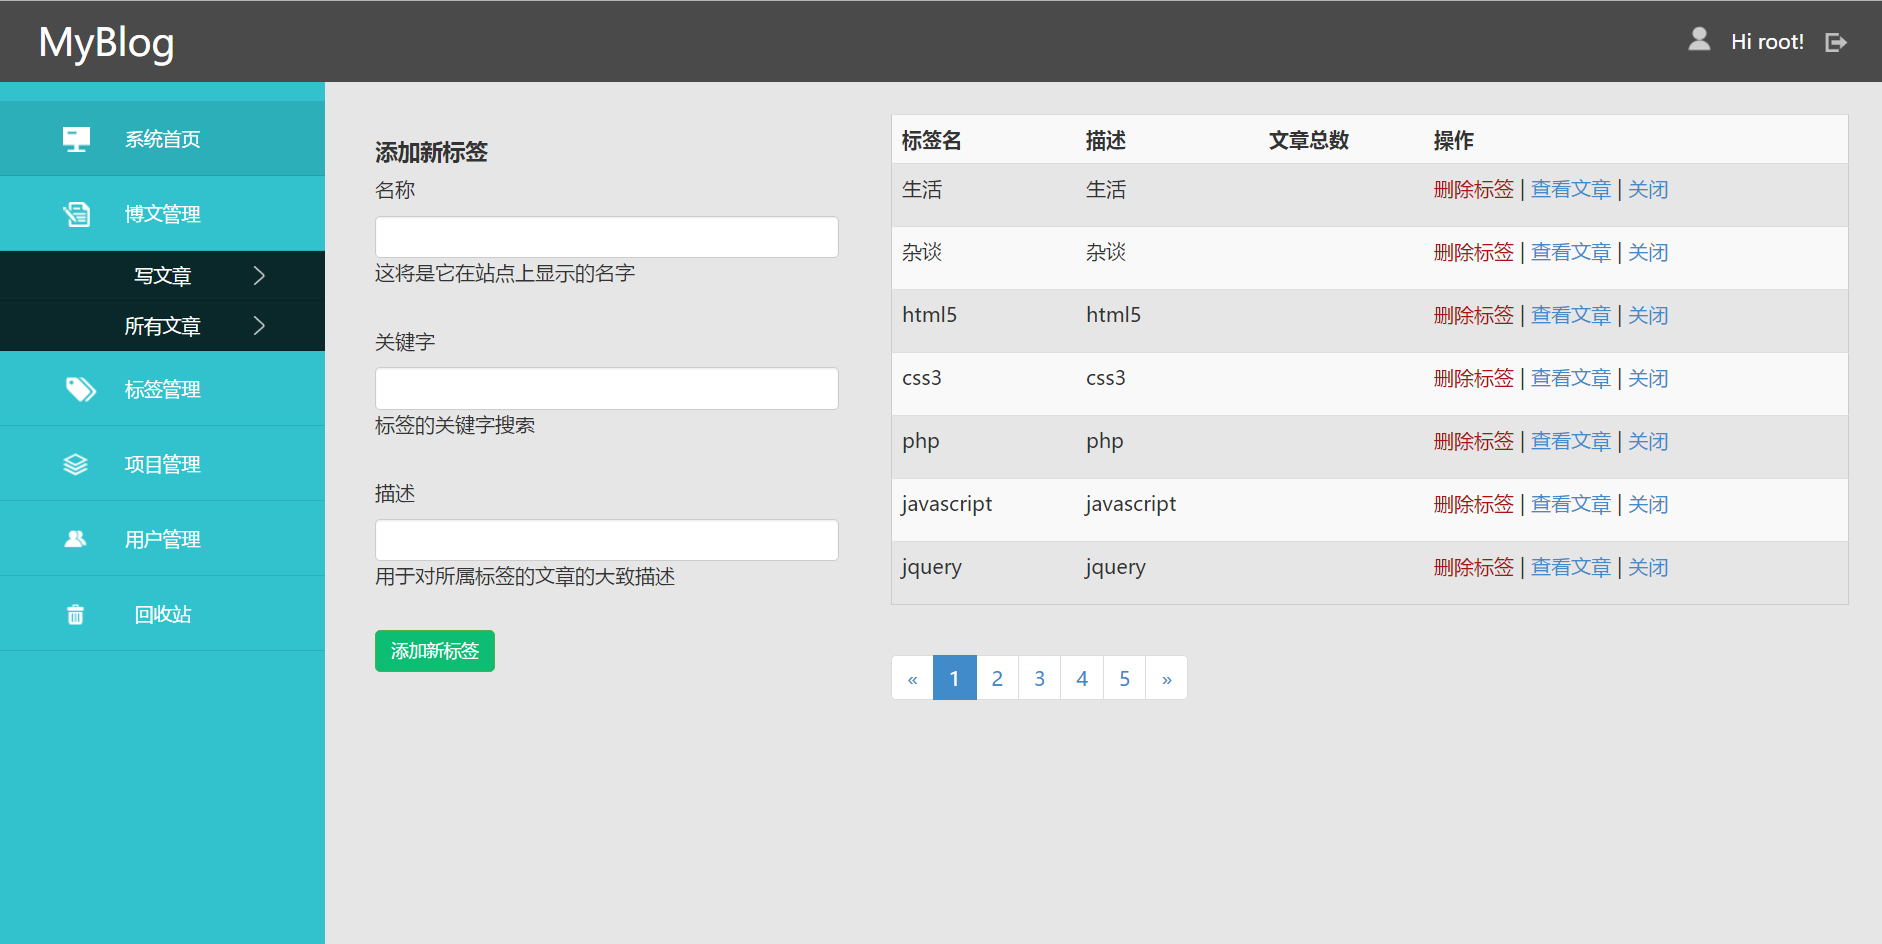 MyBlog
Hi root!
系统首页
博文管理
写文章
所有文章
标签管理
项目管理
用户管理
回收站
添加新标签
名称
这将是它在站点上显示的名字
关键字
标签的关键字搜索
描述
用于对所属标签的文章的大致描述
添加新标签
标签名 描述 文章总数 操作
生活 生活 删除标签 | 查看文章 | 关闭
杂谈 杂谈 删除标签 | 查看文章 | 关闭
html5 html5 删除标签 | 查看文章 | 关闭
css3 css3 删除标签 | 查看文章 | 关闭
php php 删除标签 | 查看文章 | 关闭
javascript javascript 删除标签 | 查看文章 | 关闭
jquery jquery 删除标签 | 查看文章 | 关闭
« 1 2 3 4 5 »